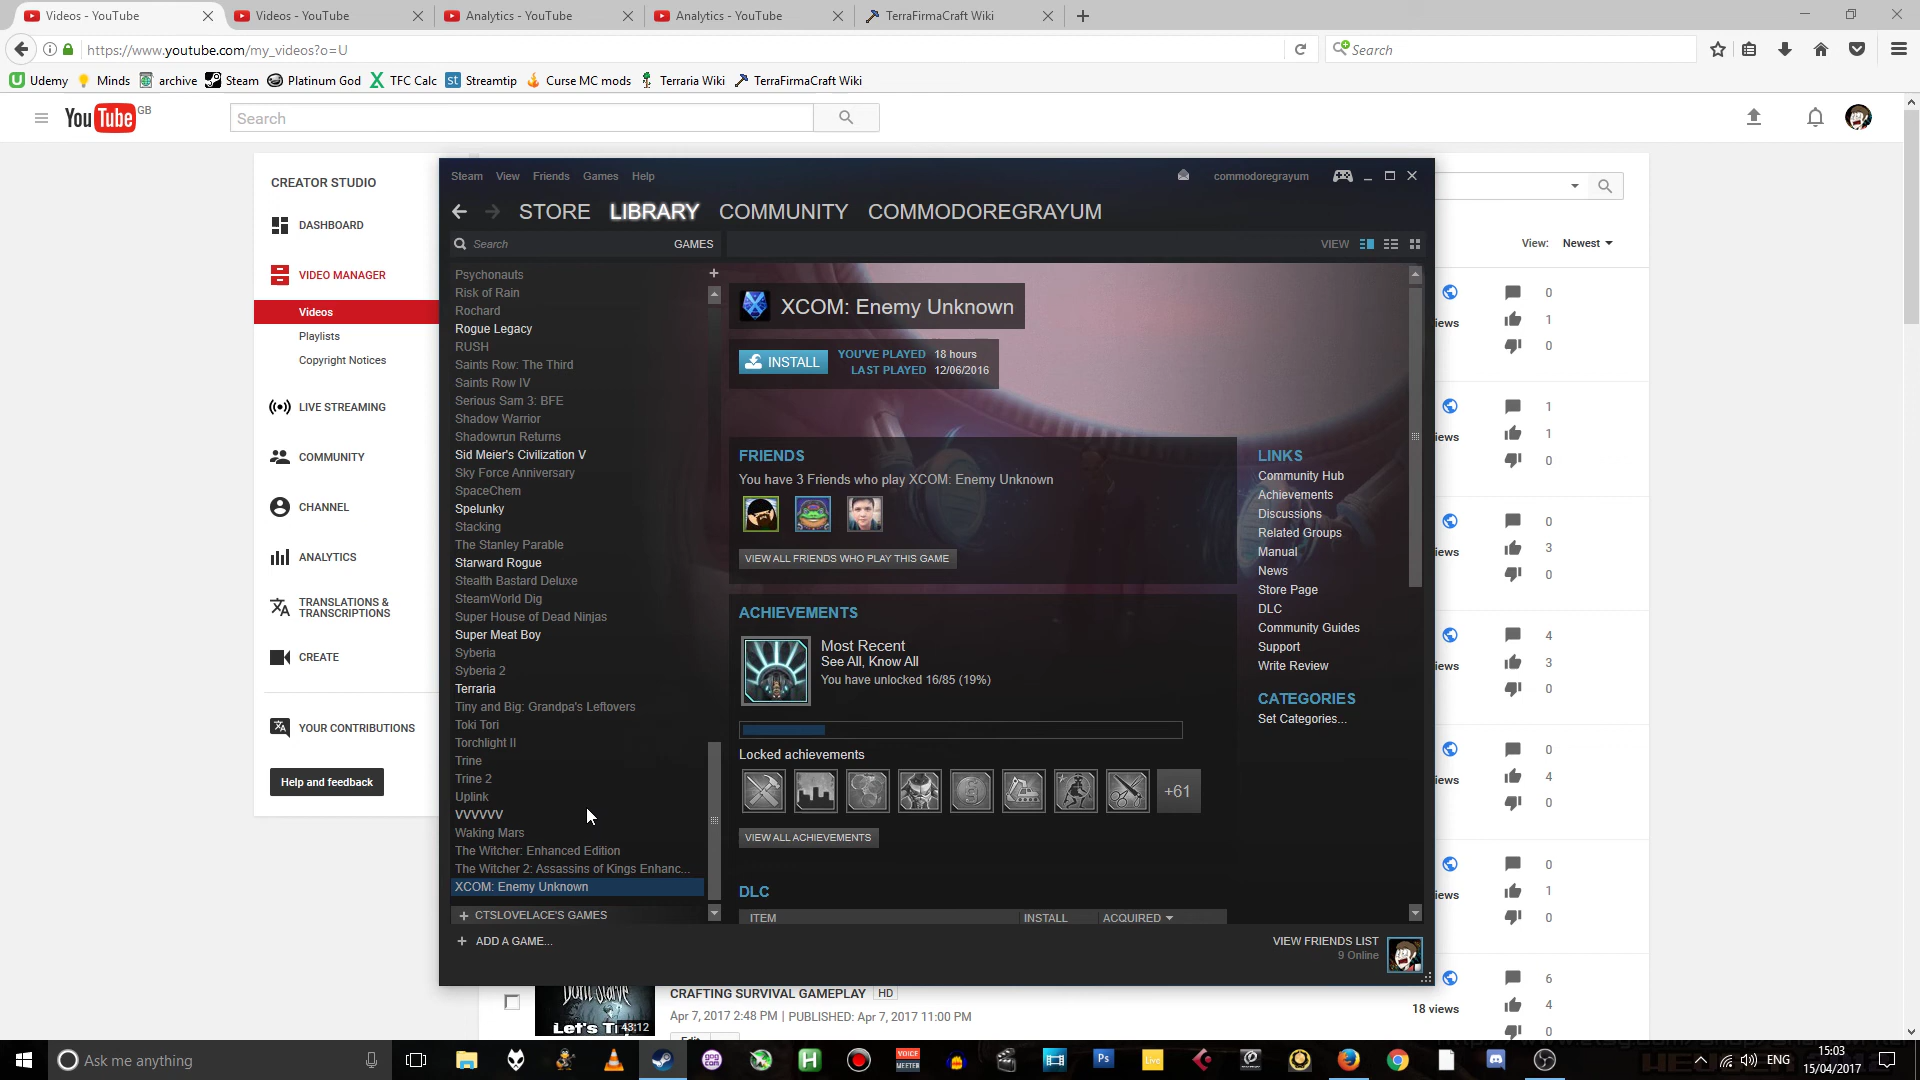 Videos - YouTube
Videos - YouTube
Analytics - YouTube
Analytics - YouTube
TerraFirmaCraft Wiki
https://www.youtube.com/my_videos?o=U
Search
Udemy
Minds
archive
Steam
Platinum God
TFC Calc
Streamtip
Curse MC mods
Terraria Wiki
TerraFirmaCraft Wiki
YouTube GB
Search
CREATOR STUDIO
DASHBOARD
VIDEO MANAGER
Videos
Playlists
Copyright Notices
LIVE STREAMING
COMMUNITY
CHANNEL
ANALYTICS
TRANSLATIONS &
TRANSCRIPTIONS
CREATE
YOUR CONTRIBUTIONS
Help and feedback
Steam View Friends Games Help
commodoregrayum
STORE LIBRARY COMMUNITY COMMODOREGRAYUM
Search
GAMES
VIEW
Psychonauts
Risk of Rain
Rochard
Rogue Legacy
RUSH
Saints Row: The Third
Saints Row IV
Serious Sam 3: BFE
Shadow Warrior
Shadowrun Returns
Sid Meier's Civilization V
Sky Force Anniversary
SpaceChem
Spelunky
Stacking
The Stanley Parable
Starward Rogue
Stealth Bastard Deluxe
SteamWorld Dig
Super House of Dead Ninjas
Super Meat Boy
Syberia
Syberia 2
Terraria
Tiny and Big: Grandpa's Leftovers
Toki Tori
Torchlight II
Trine
Trine 2
Uplink
VVVVVV
Waking Mars
The Witcher: Enhanced Edition
The Witcher 2: Assassins of Kings Enhanc...
XCOM: Enemy Unknown
+ CTSLOVELACE'S GAMES
+ ADD A GAME...
XCOM: Enemy Unknown
INSTALL
YOU'VE PLAYED 18 hours
LAST PLAYED 12/06/2016
FRIENDS
You have 3 Friends who play XCOM: Enemy Unknown
VIEW ALL FRIENDS WHO PLAY THIS GAME
ACHIEVEMENTS
Most Recent
See All, Know All
You have unlocked 16/85 (19%)
Locked achievements
+61
VIEW ALL ACHIEVEMENTS
DLC
ITEM INSTALL ACQUIRED
LINKS
Community Hub
Achievements
Discussions
Related Groups
Manual
News
Store Page
DLC
Community Guides
Support
Write Review
CATEGORIES
Set Categories...
VIEW FRIENDS LIST
9 Online
View: Newest
0
iews 1
0
1
iews 1
0
0
iews 3
0
4
iews 3
0
0
iews 4
0
0
iews 1
0
6
18 views 4
0
Let's T
43:12
CRAFTING SURVIVAL GAMEPLAY HD
Apr 7, 2017 2:48 PM | PUBLISHED: Apr 7, 2017 11:00 PM
Ask me anything
ENG
15:03
15/04/2017